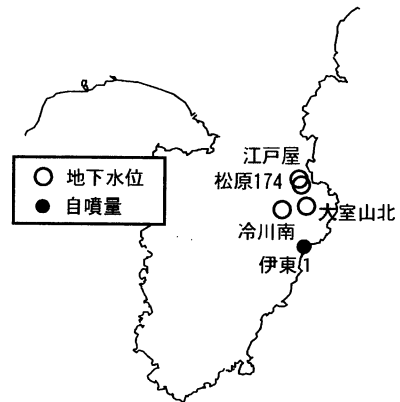 江戸屋
松原174
大室山北
冷川南
伊東1
地下水位
自噴量